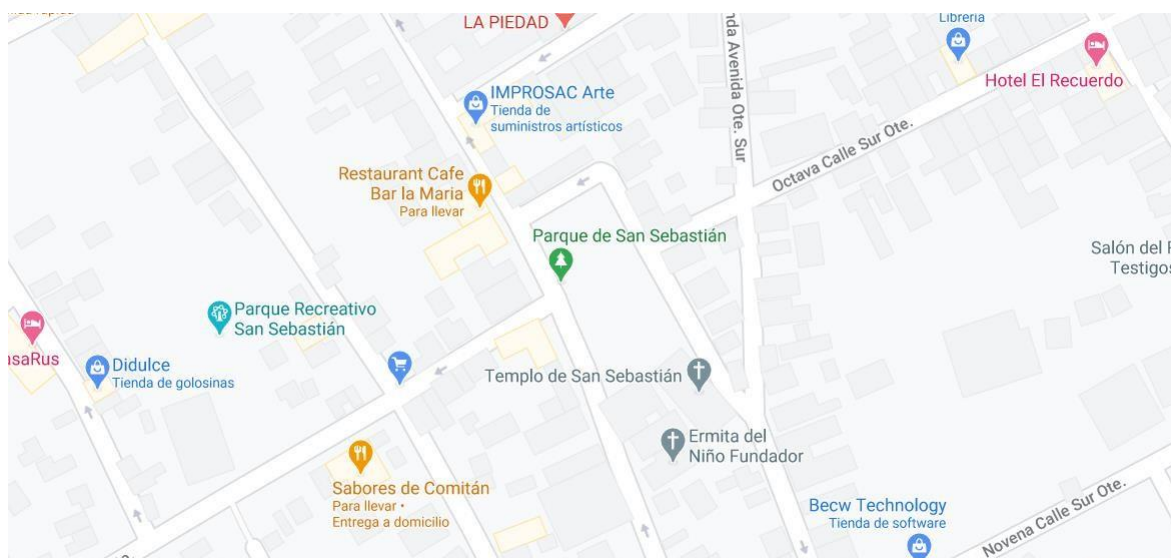 LA PIEDAD
Librería
Hotel El Recuerdo
IMPROSAC Arte
Tienda de
suministros artísticos
Avenida Ote. Sur
Octava Calle Sur Ote.
Restaurant Cafe
Bar la Maria
Para llevar
Parque de San Sebastián
Salón del
Testigos
Parque Recreativo
San Sebastián
Didulce
Tienda de golosinas
Templo de San Sebastián
Ermita del
Niño Fundador
Sabores de Comitán
Para llevar •
Entrega a domicilio
Becw Technology
Tienda de software
Novena Calle Sur Ote.